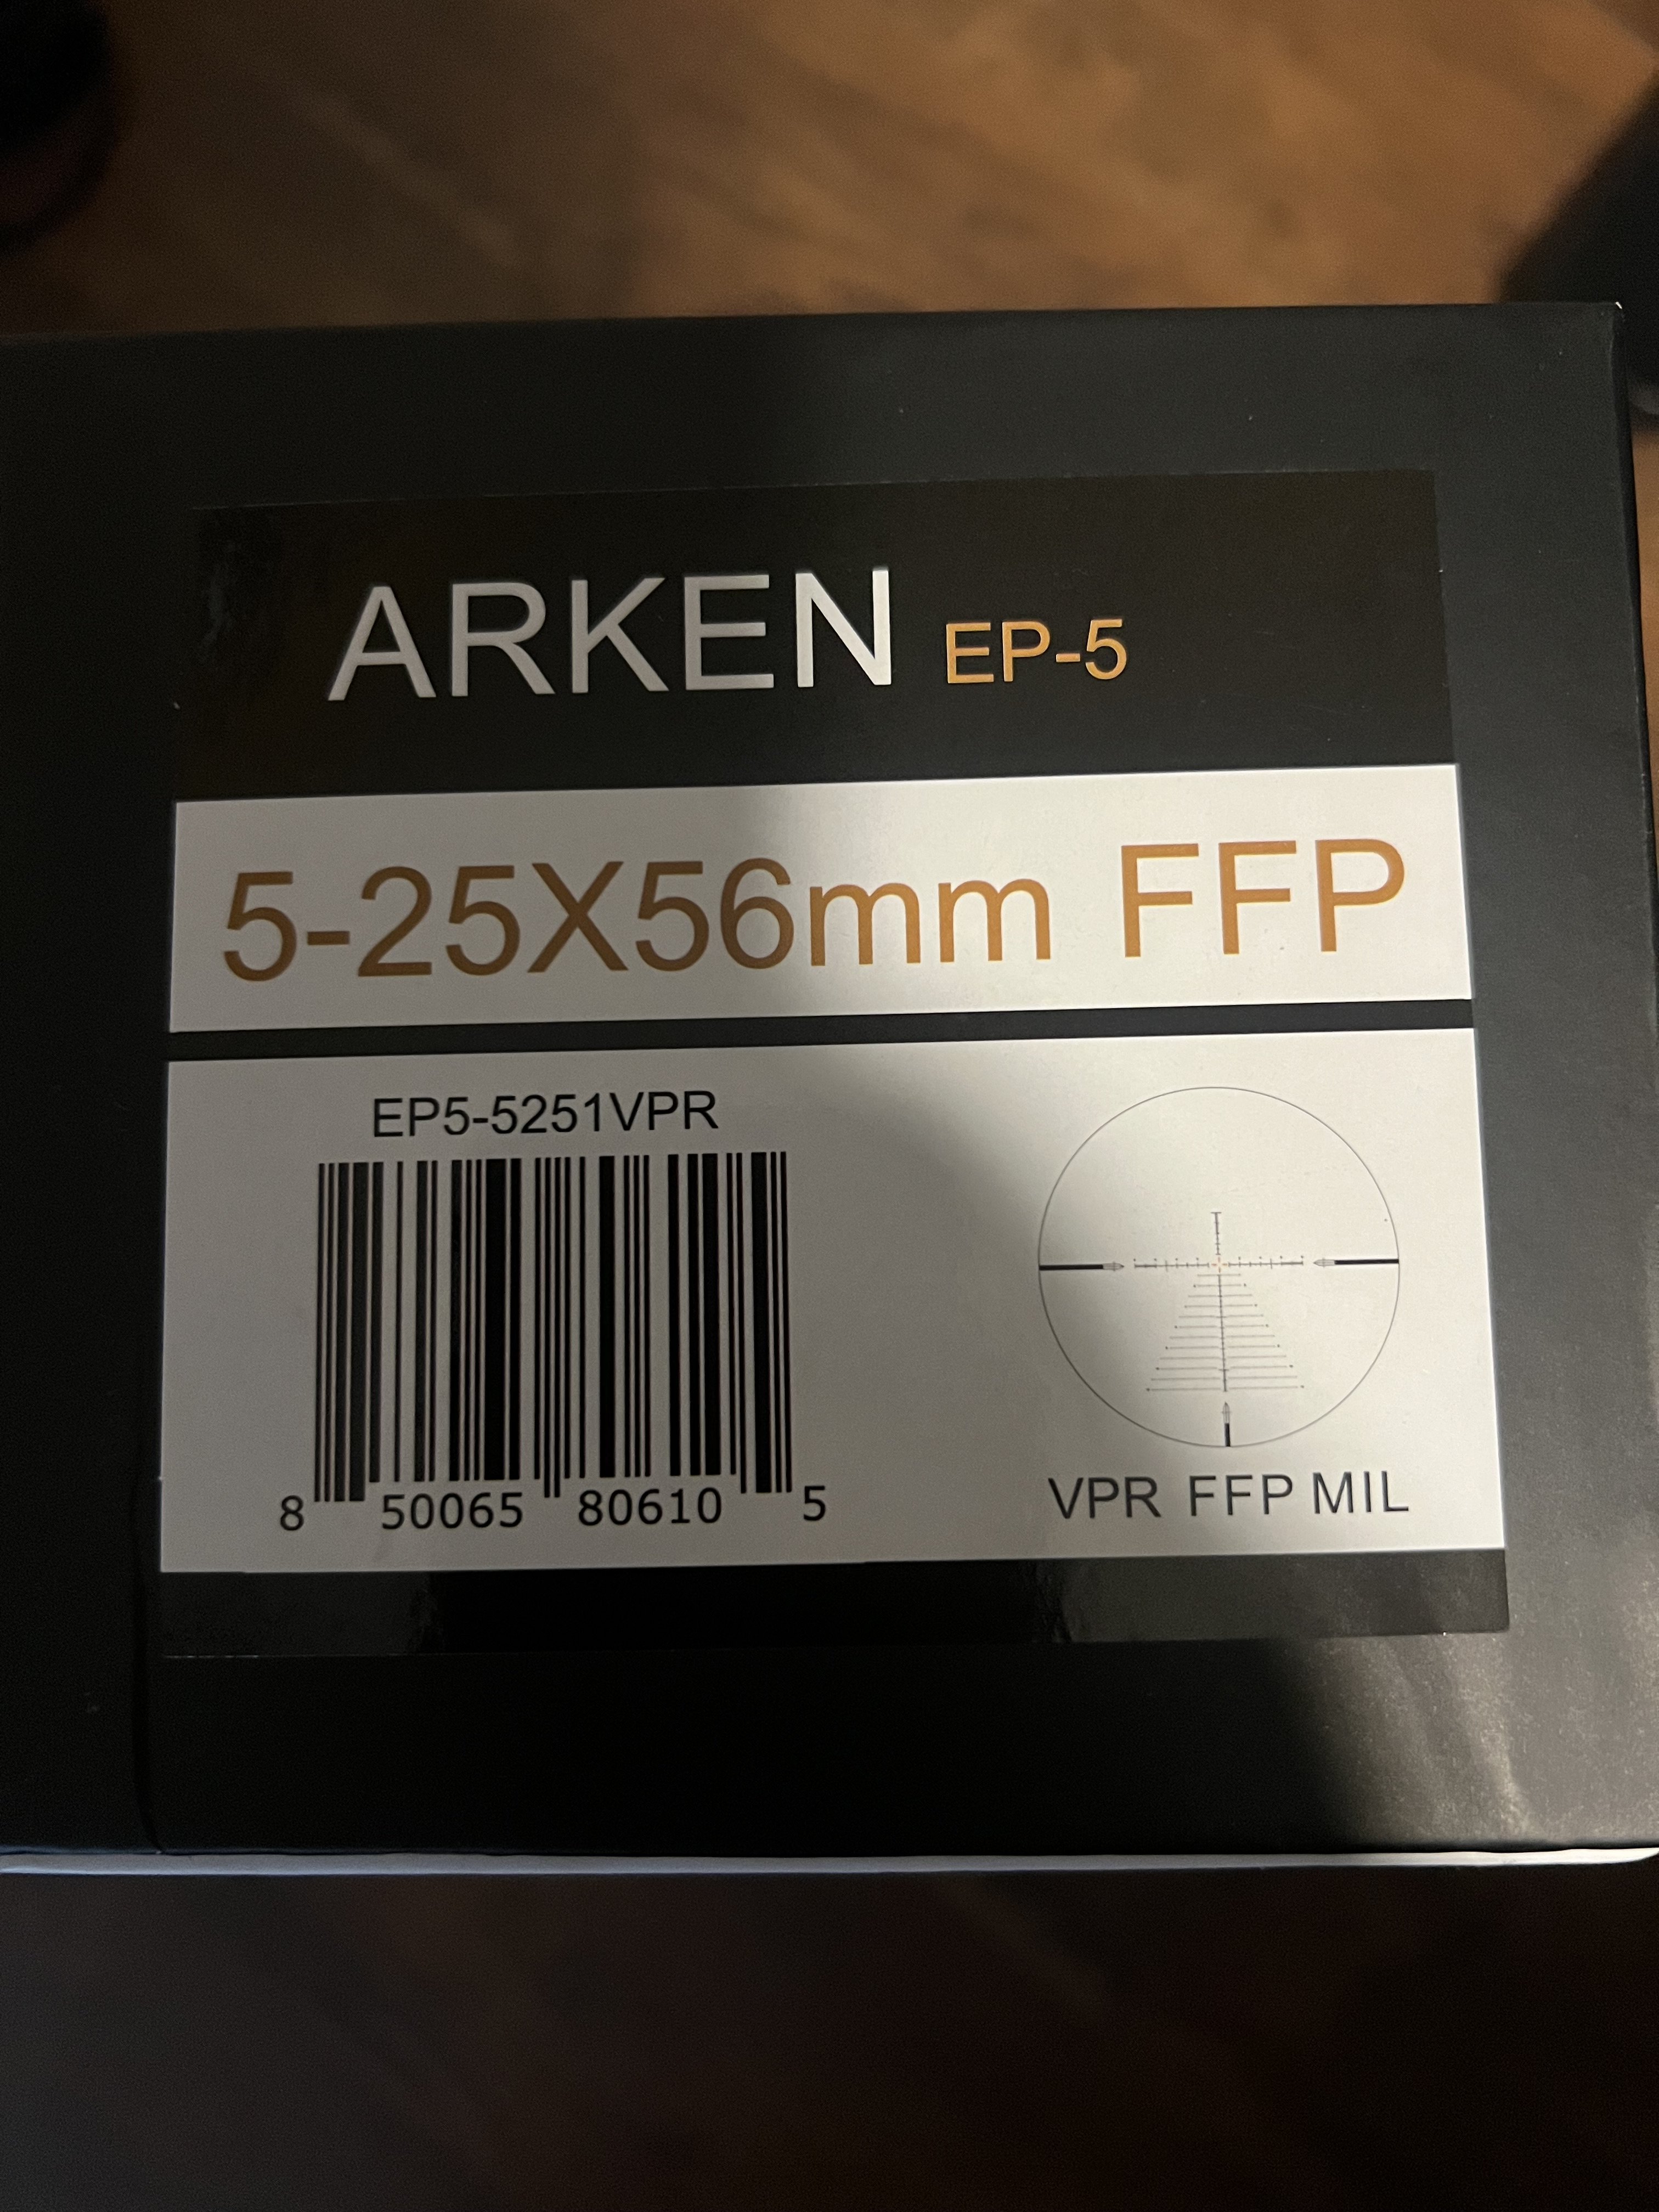 ARKEN EP-5
5-25X56mm FFP
EP5-5251VPR
8 50065 80610 5
VPR FFP MIL